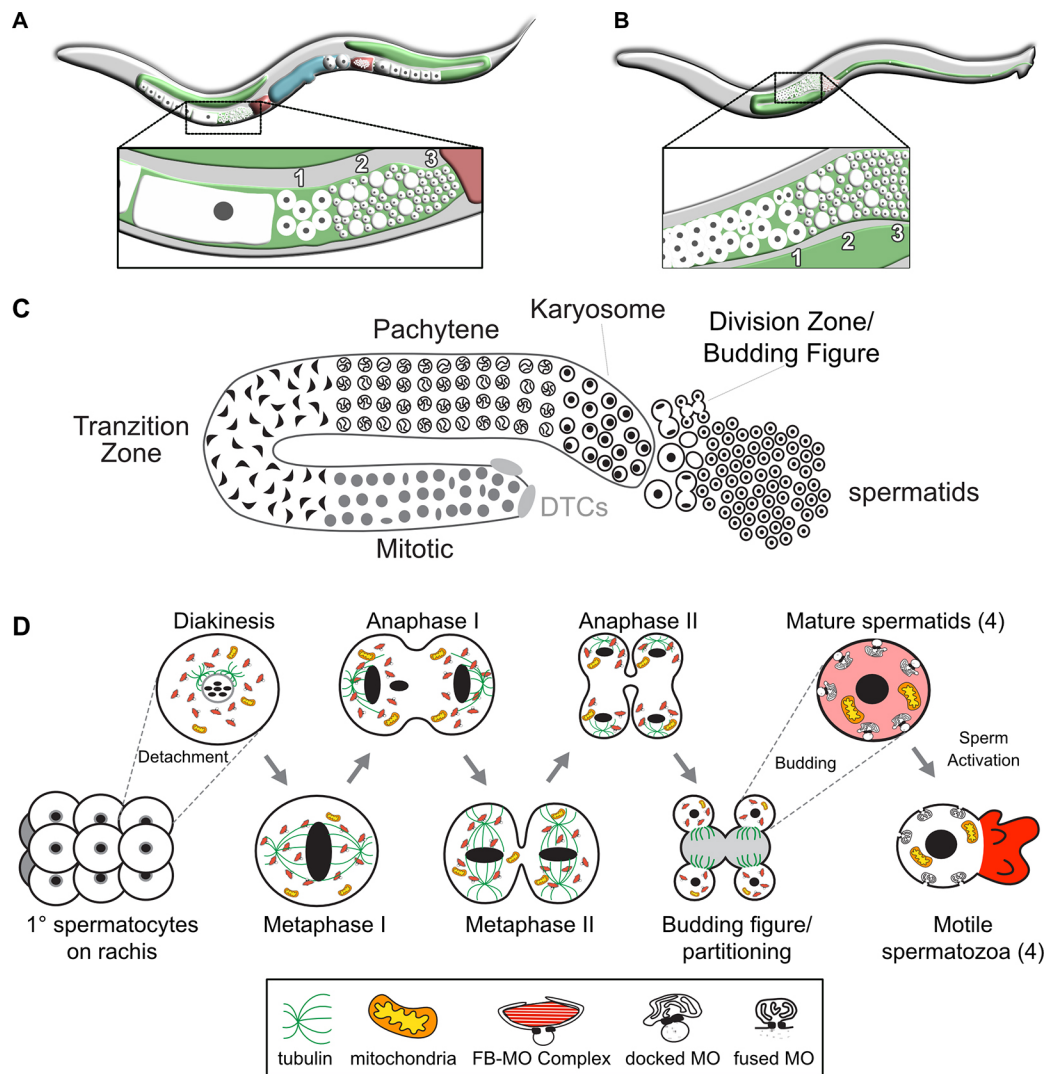 A
B
1
2
3
1
2
3
C
Pachytene
Karyosome
Division Zone/
Budding Figure
Tranzition
Zone
DTCs
Mitotic
spermatids
D
Diakinesis
Anaphase I
Anaphase II
Mature spermatids (4)
Detachment
Budding
Sperm
Activation
1° spermatocytes
on rachis
Metaphase I
Metaphase II
Budding figure/
partitioning
Motile
spermatozoa (4)
tubulin
mitochondria
FB-MO Complex
docked MO
fused MO